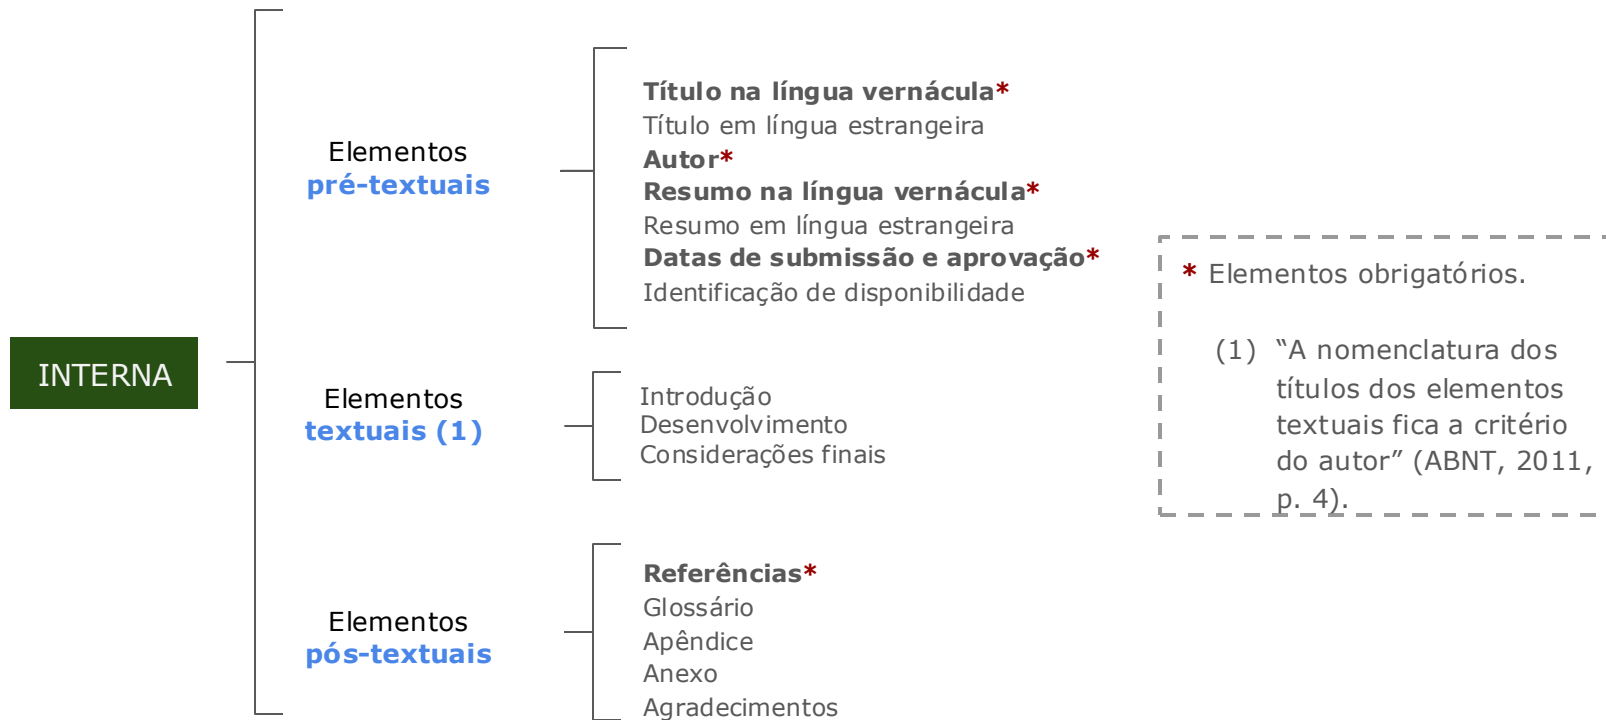 INTERNA
Elementos
pré-textuais
Título na língua vernácula*
Título em língua estrangeira
Autor*
Resumo na língua vernácula*
Resumo em língua estrangeira
Datas de submissão e aprovação*
Identificação de disponibilidade
Elementos
textuais (1)
Introdução
Desenvolvimento
Considerações finais
Elementos
pós-textuais
Referências*
Glossário
Apêndice
Anexo
Agradecimentos
* Elementos obrigatórios.
(1) “A nomenclatura dos
títulos dos elementos
textuais fica a critério
do autor” (ABNT, 2011,
p. 4).